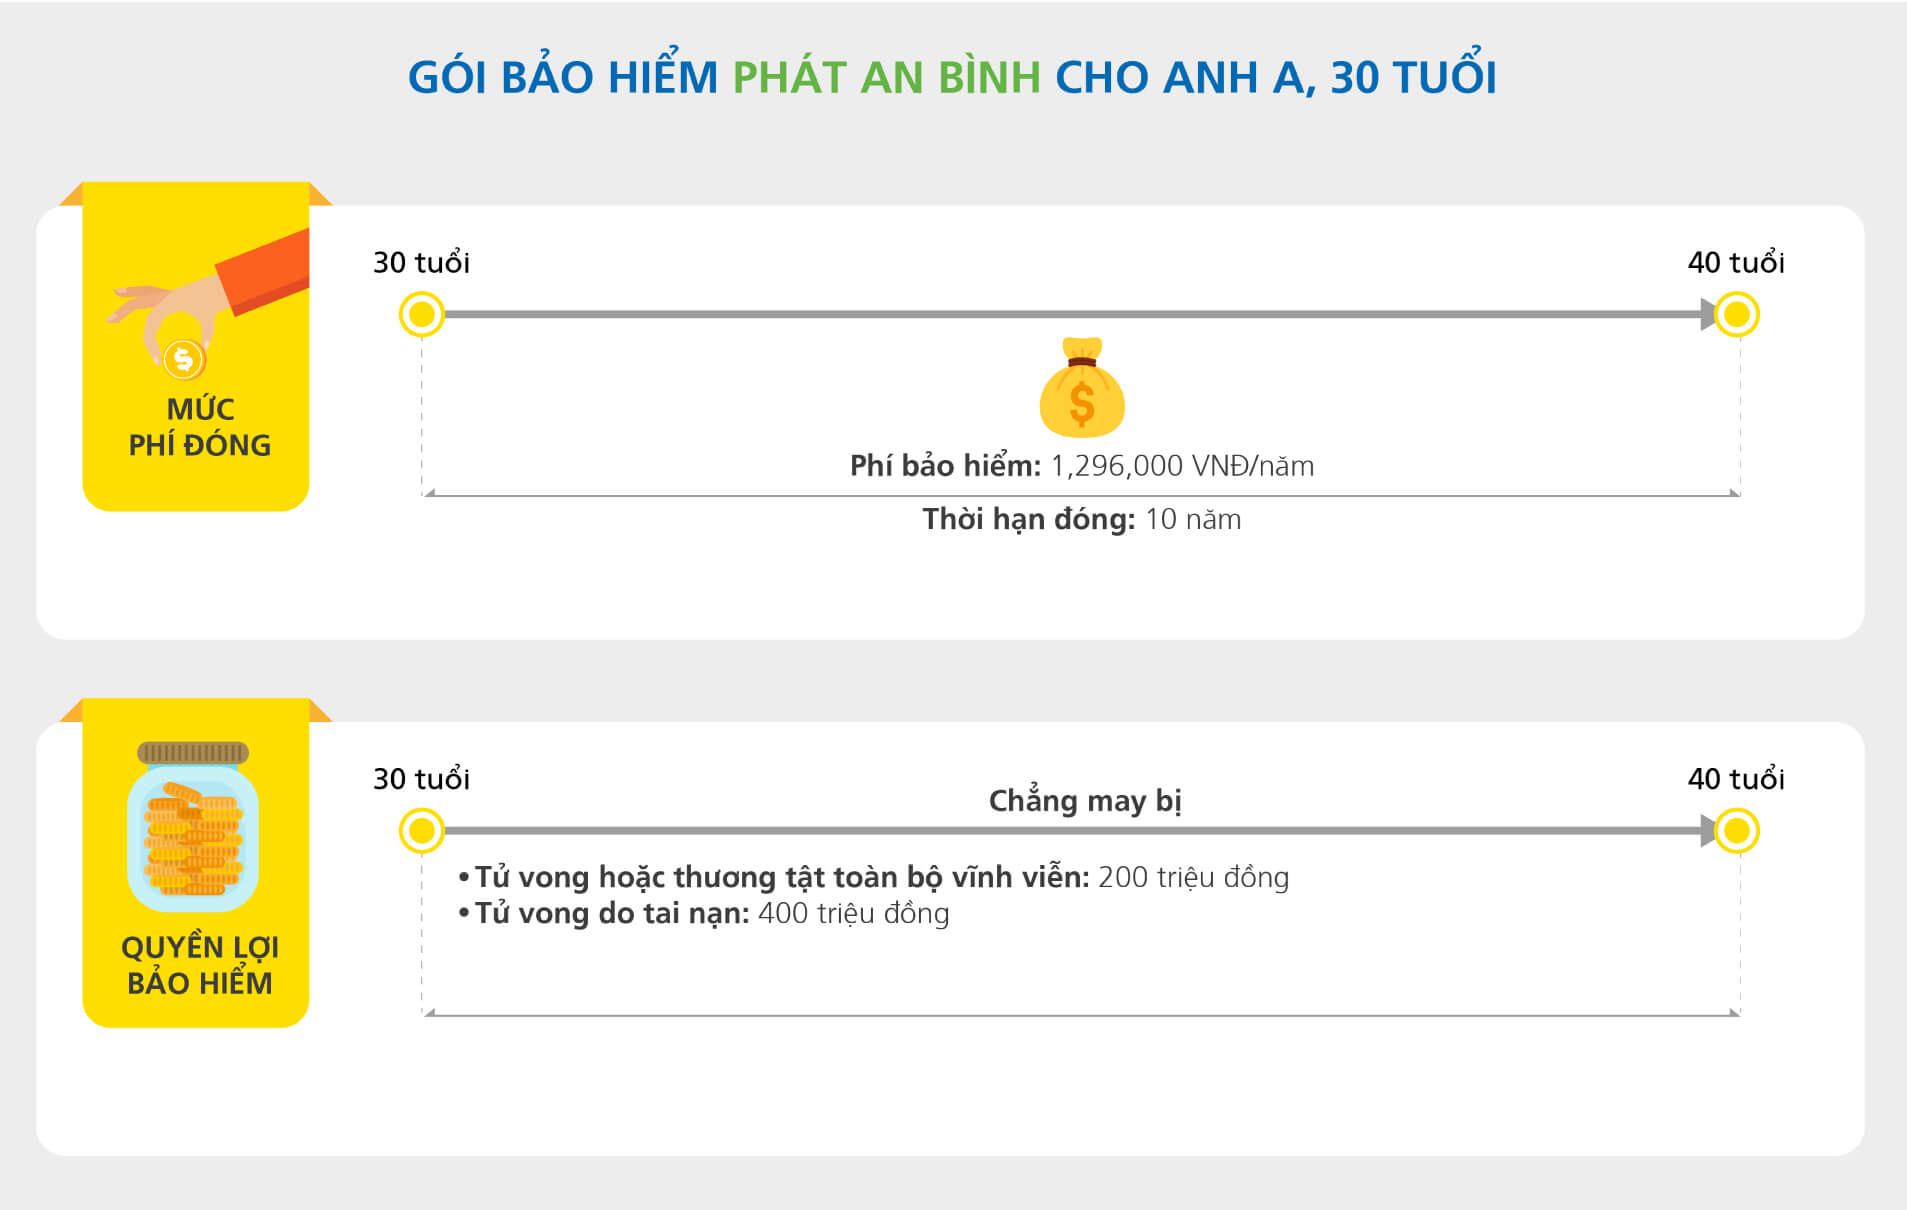 GÓI BẢO HIỂM PHÁT AN BÌNH CHO ANH A, 30 TUỔI
MỨC
PHÍ ĐÓNG
30 tuổi
40 tuổi
$
$
Phí bảo hiểm: 1,296,000 VNĐ/năm
Thời hạn đóng: 10 năm
QUYỀN LỢI
BẢO HIỂM
30 tuổi
Chẳng may bị
40 tuổi
• Tử vong hoặc thương tật toàn bộ vĩnh viễn: 200 triệu đồng
• Tử vong do tai nạn: 400 triệu đồng